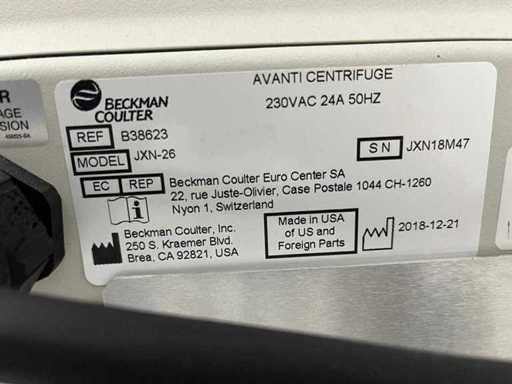 R
AGE
SION
BECKMAN
COULTER
AVANTI CENTRIFUGE
230VAC 24A 50HZ
REF B38623
MODEL JXN-26
S N JXN18M47
EC REP
Beckman Coulter Euro Center SA
22, rue Juste-Olivier, Case Postale 1044 CH-1260
Nyon 1, Switzerland
Beckman Coulter, Inc.
250 S. Kraemer Blvd.
Brea, CA 92821, USA
Made in USA
of US and
Foreign Parts
2018-12-21